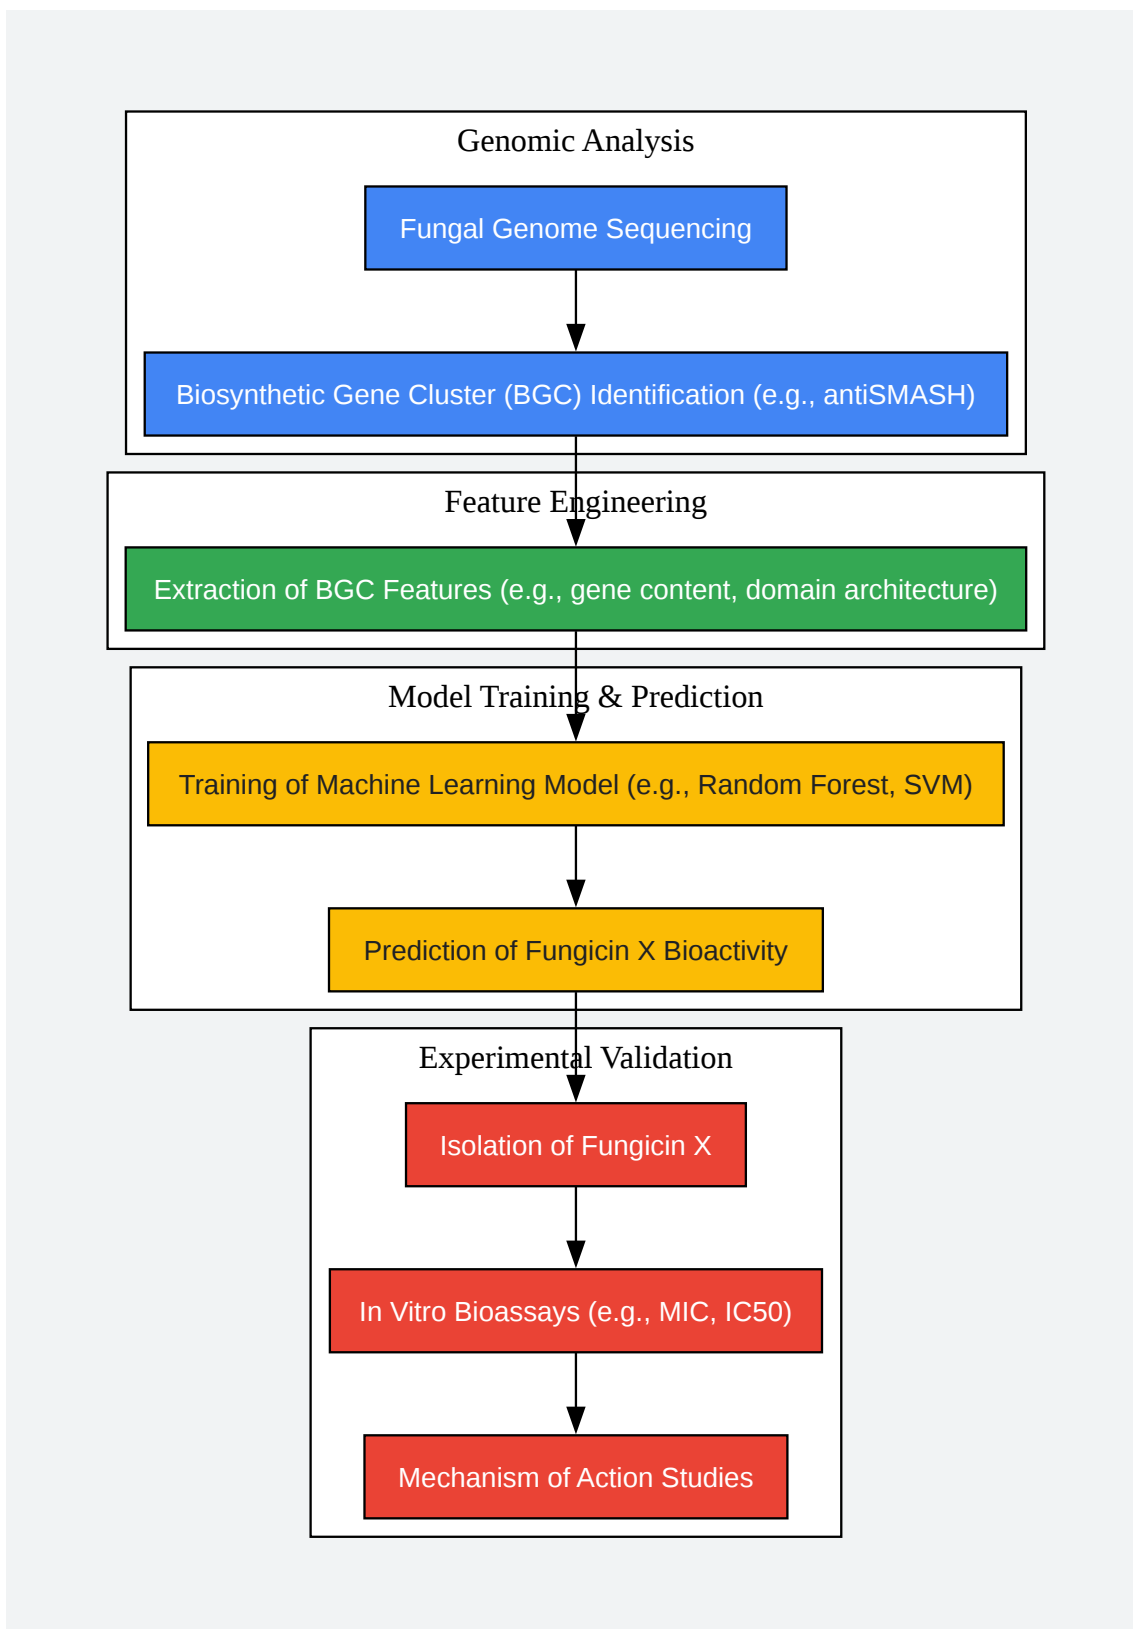 Genomic Analysis
Fungal Genome Sequencing
Biosynthetic Gene Cluster (BGC) Identification (e.g., antiSMASH)
Feature Engineering
Extraction of BGC Features (e.g., gene content, domain architecture)
Model Training & Prediction
Training of Machine Learning Model (e.g., Random Forest, SVM)
Prediction of Fungicin X Bioactivity
Experimental Validation
Isolation of Fungicin X
In Vitro Bioassays (e.g., MIC, IC50)
Mechanism of Action Studies